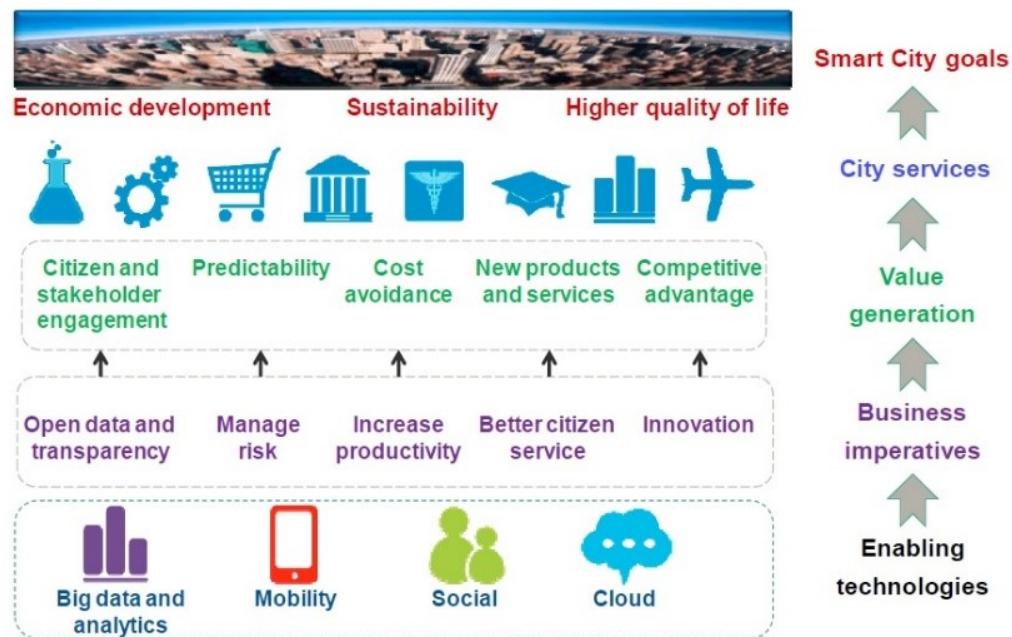 Smart City goals
Economic development
Sustainability
Higher quality of life
City services
Citizen and
stakeholder
engagement
Predictability
Cost
avoidance
New products
and services
Competitive
advantage
Value
generation
Open data and
transparency
Manage
risk
Increase
productivity
Better citizen
service
Innovation
Business
imperatives
Big data and
analytics
Mobility
Social
Cloud
Enabling
technologies